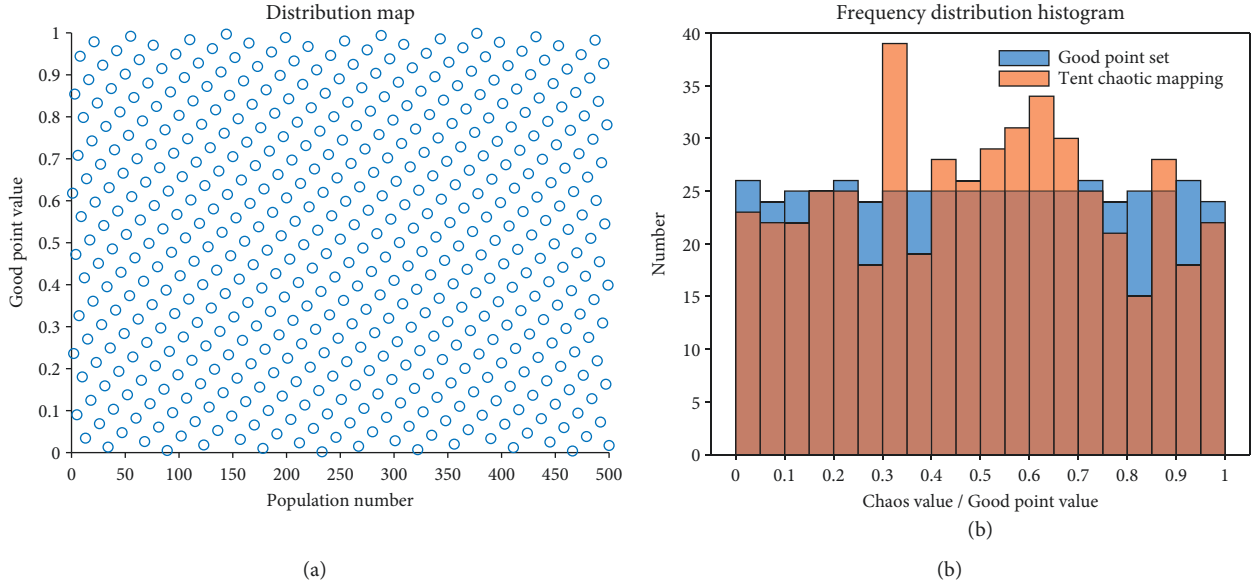 Distribution map
1
0.9
0.8
0.7
0.6
0.5
0.4
0.3
0.2
0.1
0
Good point value
0 50 100 150 200 250 300 350 400 450 500
Population number
(a)
Frequency distribution histogram
40
35
30
25
20
15
10
5
0
Number
Good point set
Tent chaotic mapping
0 0.1 0.2 0.3 0.4 0.5 0.6 0.7 0.8 0.9 1
Chaos value / Good point value
(b)
(b)